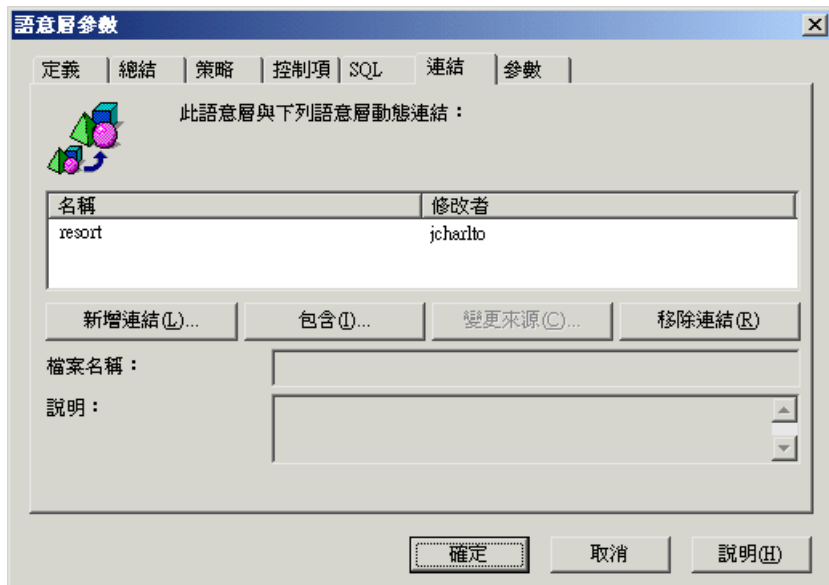 語意層參數
定義 總結 策略 控制項 SQL 連結 參數
此語意層與下列語意層動態連結：
名稱 修改者
resort jcharlto
新增連結(L)... 包含(I)... 變更來源(C)... 移除連結(R)
檔案名稱：
說明：
確定 取消 說明(H)